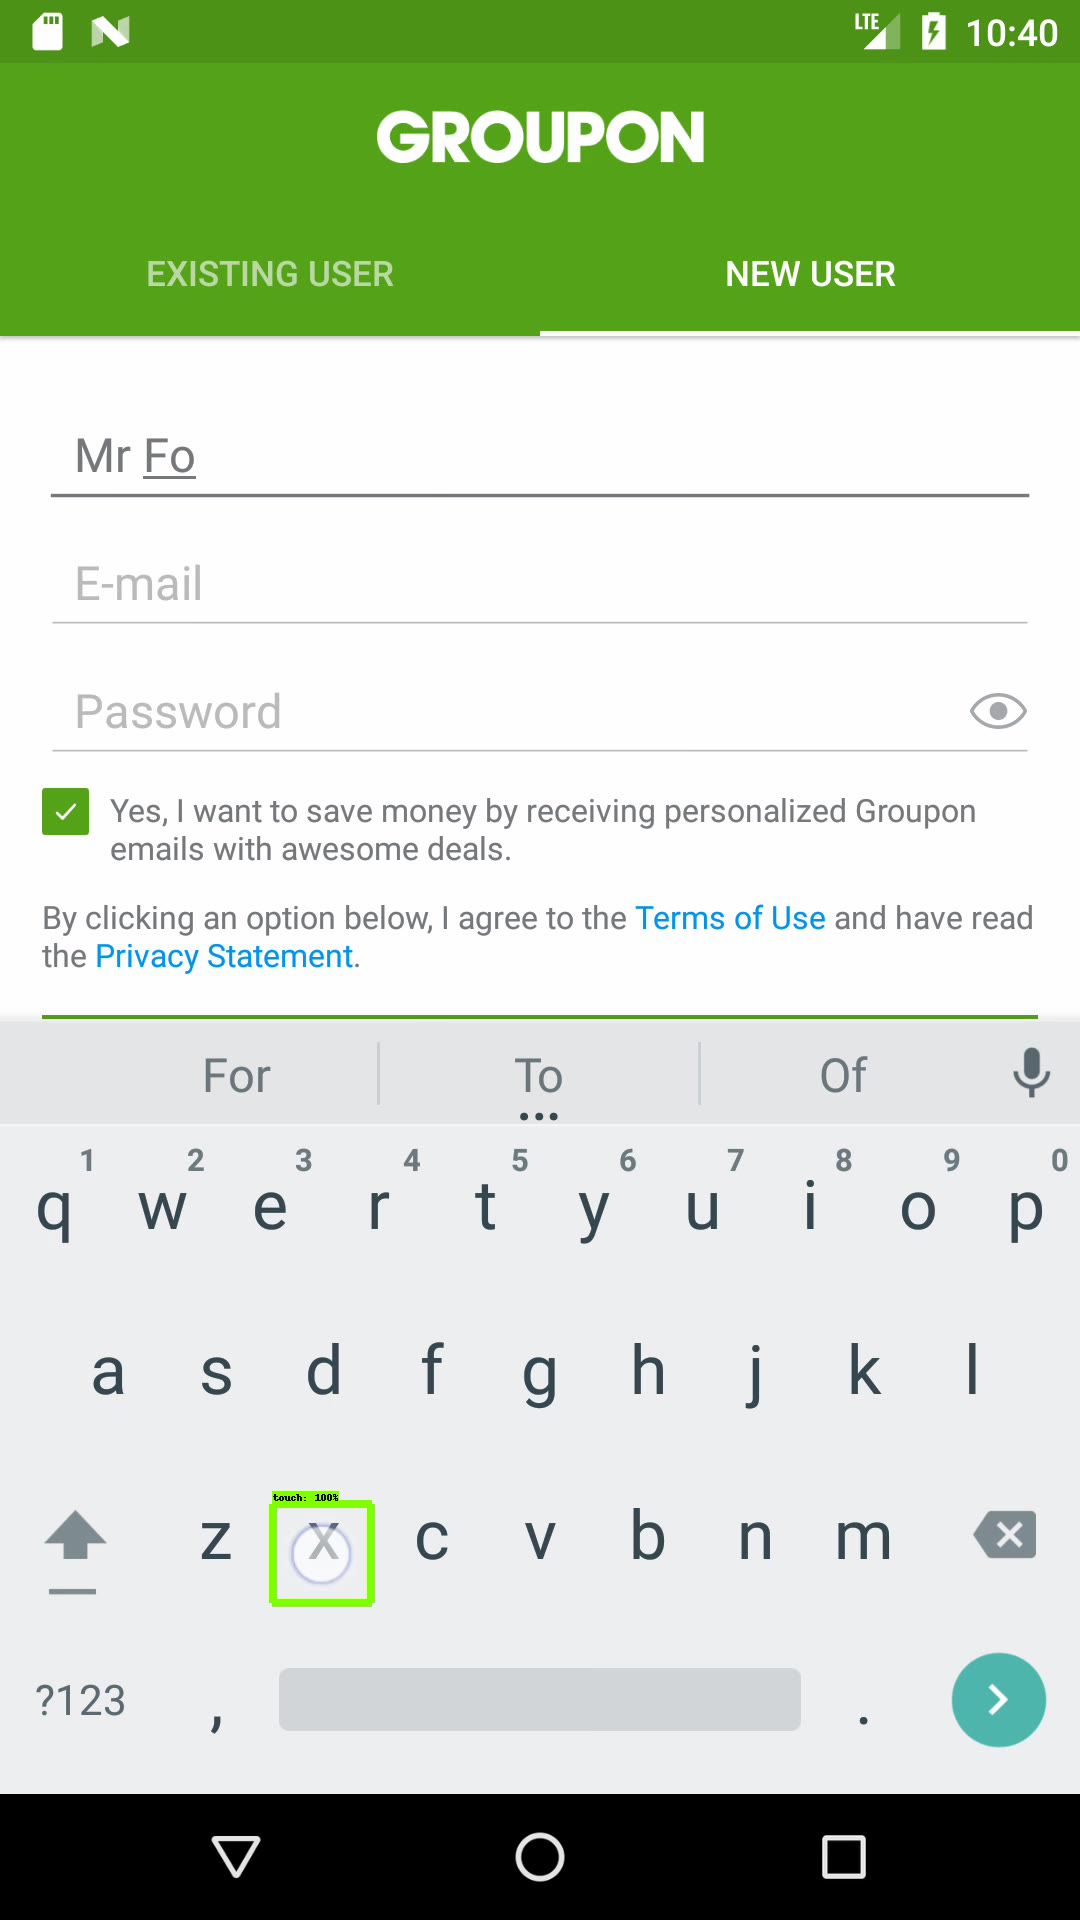 LTE 10:40
GROUPON
EXISTING USER NEW USER
Mr Fo
E-mail
Password
Yes, I want to save money by receiving personalized Groupon
emails with awesome deals.
By clicking an option below, I agree to the Terms of Use and have read
the Privacy Statement.
For To Of
1 2 3 4 5 6 7 8 9 0
q w e r t y u i o p
a s d f g h j k l
touch: 100%
z x c v b n m
?123 , .